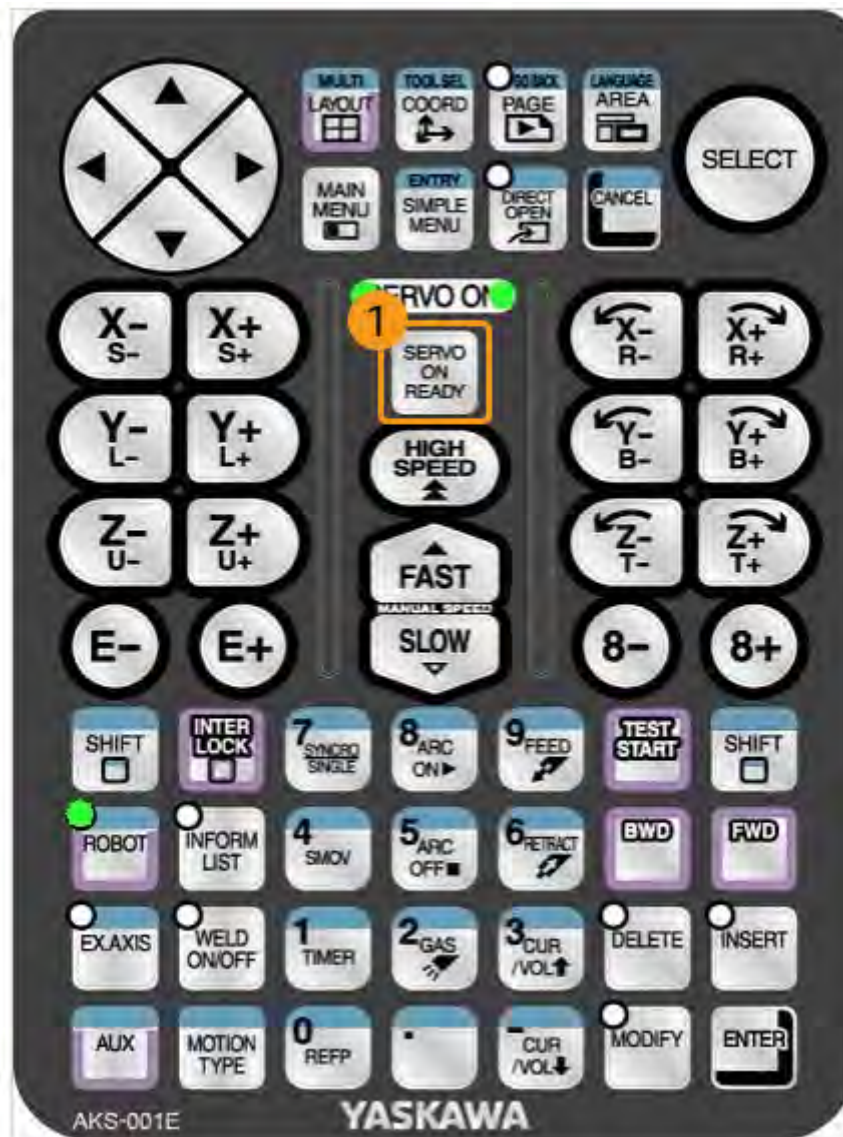 MULTI
LAYOUT
TOOL SEL
COORD
GO BACK
PAGE
LANGUAGE
AREA
SELECT
MAIN
MENU
ENTRY
SIMPLE
MENU
DIRECT
OPEN
CANCEL
SERVO ON
1
SERVO
ON
READY
X-
S-
X+
S+
X-
R-
X+
R+
HIGH
SPEED
Y-
L-
Y+
L+
Y-
B-
Y+
B+
Z-
U-
Z+
U+
FAST
MANUAL SPEED
SLOW
Z-
T-
Z+
T+
E-
E+
8-
8+
SHIFT
INTER
LOCK
7
SYNCRO
SINGLE
8 ARC
ON
9 FEED
TEST
START
SHIFT
ROBOT
INFORM
LIST
4
SMOV
5 ARC
OFF
6 RETRACT
BWD
FWD
EX.AXIS
WELD
ON/OFF
1
TIMER
2 GAS
3 CUR
/VOL
DELETE
INSERT
AUX
MOTION
TYPE
0
REFP
.
- CUR
/VOL
MODIFY
ENTER
AKS-001E
YASKAWA